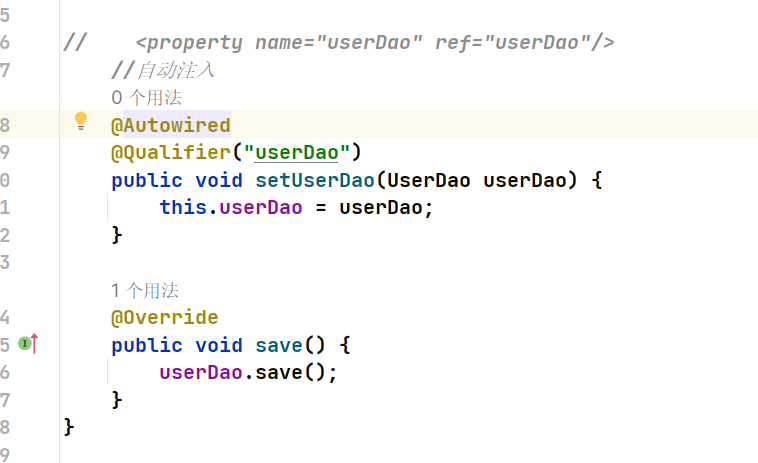 5
6 //    <property name="userDao" ref="userDao"/>
7     //自动注入
0 个用法
8     @Autowired
9     @Qualifier("userDao")
0     public void setUserDao(UserDao userDao) {
1         this.userDao = userDao;
2     }
3
1 个用法
4     @Override
5     public void save() {
6         userDao.save();
7     }
8 }
9